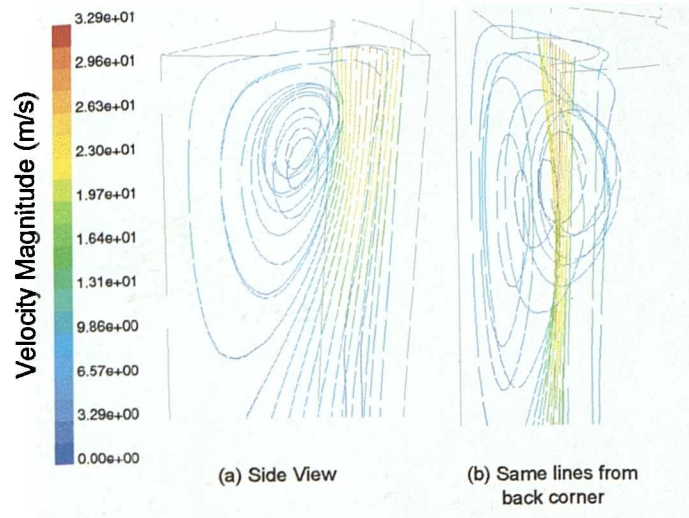 Velocity Magnitude (m/s)
3.29e+01
2.96e+01
2.63e+01
2.30e+01
1.97e+01
1.64e+01
1.31e+01
9.86e+00
6.57e+00
3.29e+00
0.00e+00
(a) Side View
(b) Same lines from
back corner